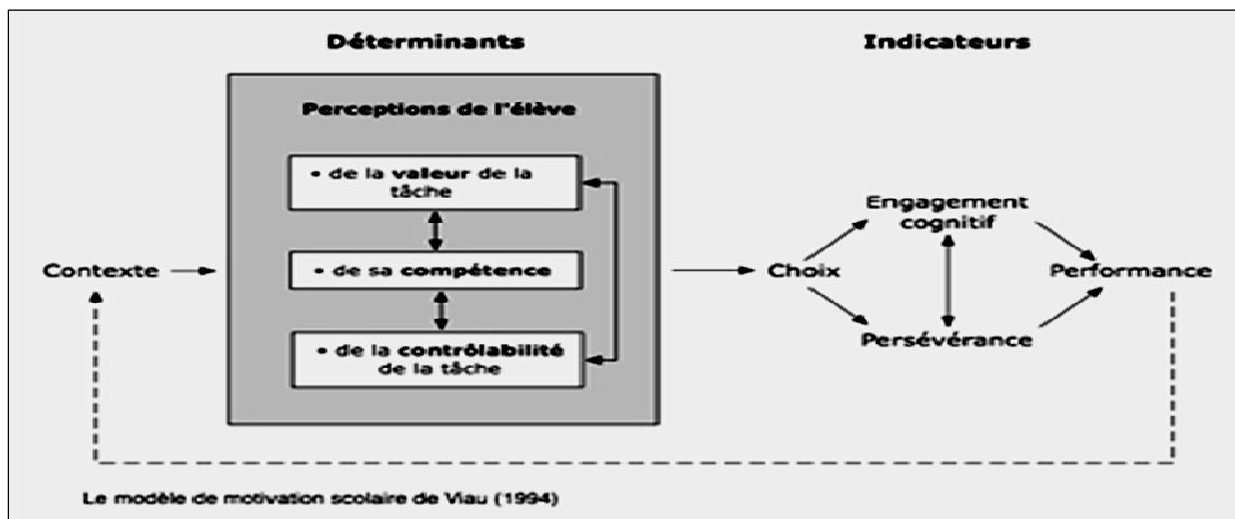 Déterminants
Indicateurs
Perceptions de l'élève
• de la valeur de la
tâche
• de sa compétence
• de la contrôlabilité
de la tâche
Contexte
Choix
Engagement
cognitif
Persévérance
Performance
Le modèle de motivation scolaire de Viau (1994)